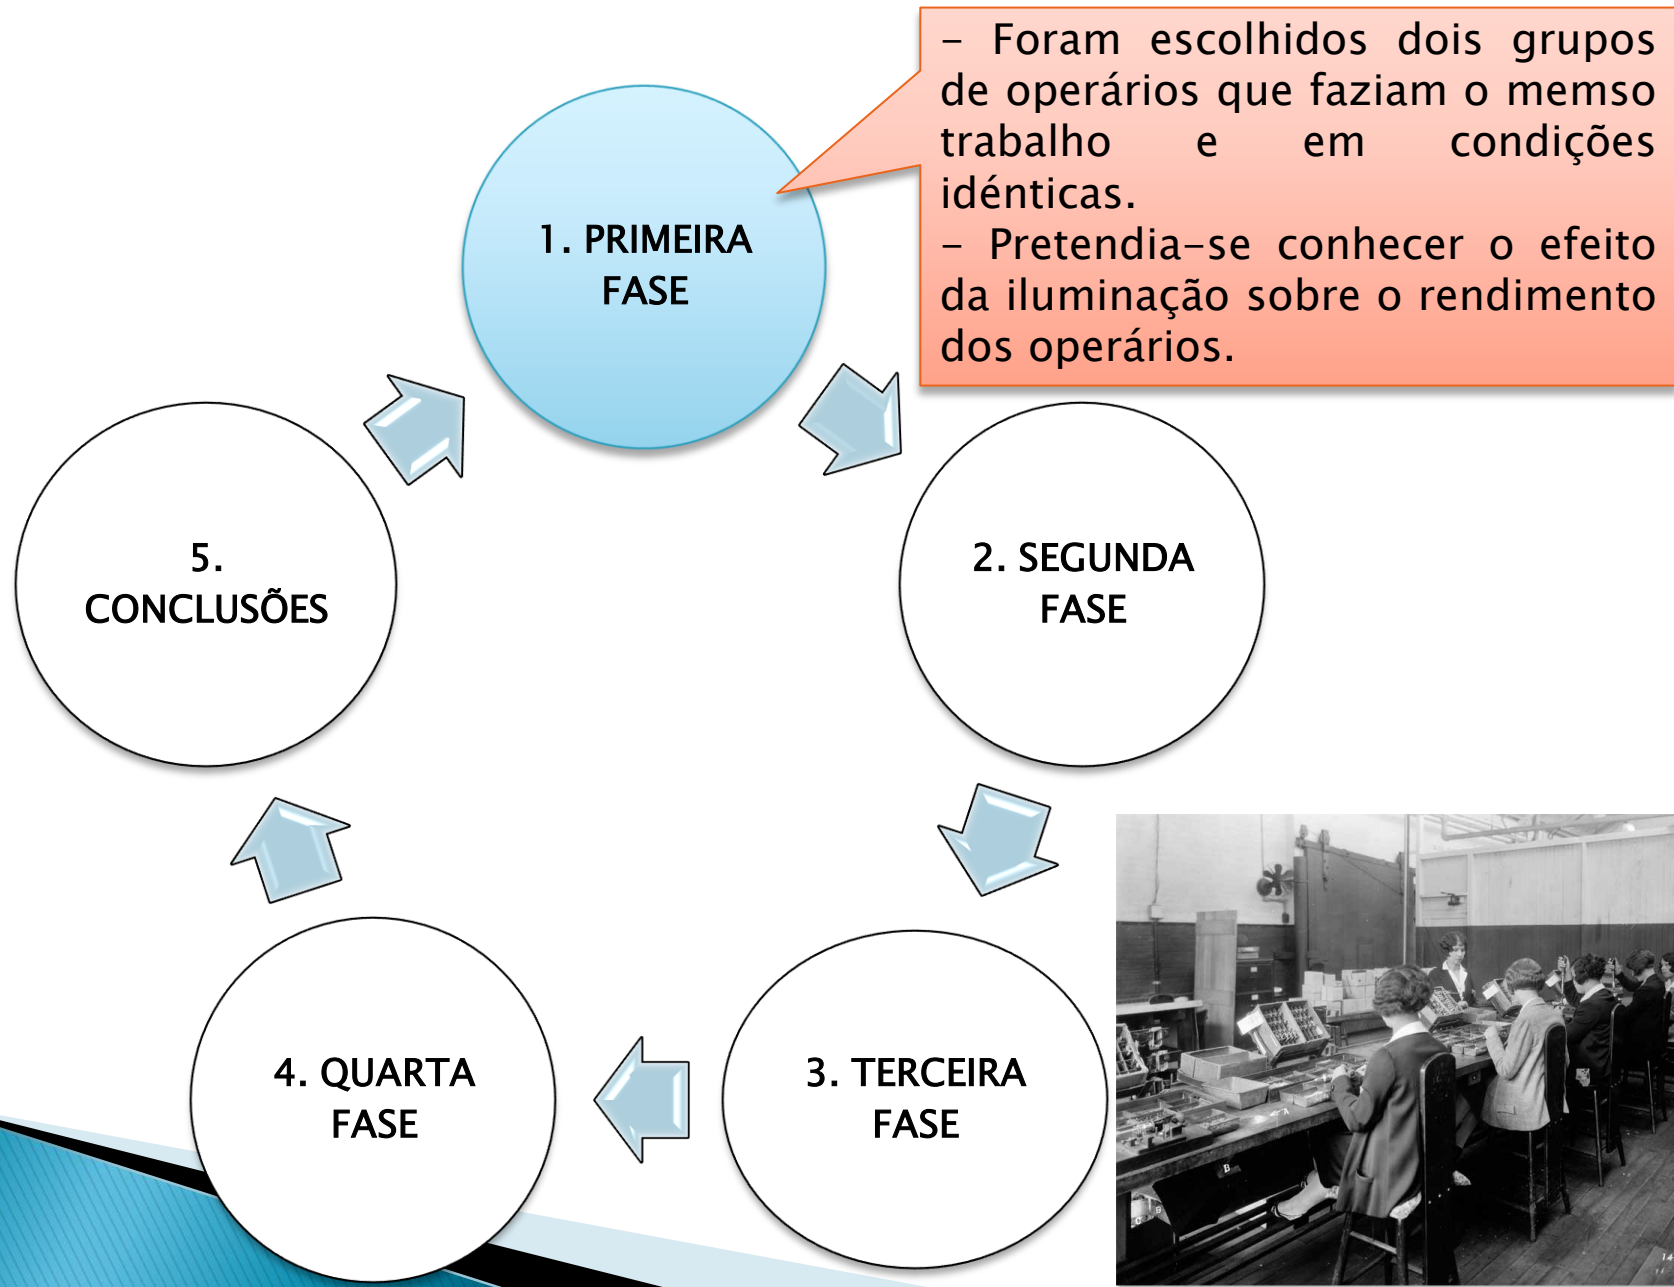 – Foram escolhidos dois grupos
de operários que faziam o memso
trabalho e em condições
idénticas.
– Pretendia-se conhecer o efeito
da iluminação sobre o rendimento
dos operários.
1. PRIMEIRA
FASE
2. SEGUNDA
FASE
3. TERCEIRA
FASE
4. QUARTA
FASE
5.
CONCLUSÕES
A
B